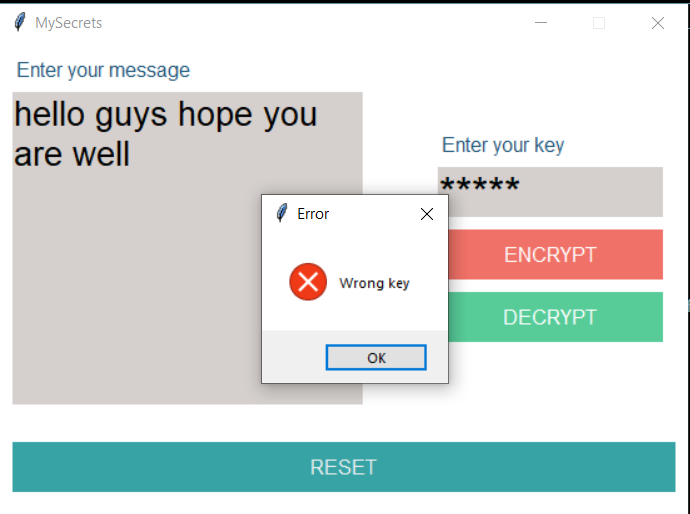 MySecrets
Enter your message
hello guys hope you
are well
Enter your key
*****
Error
Wrong key
OK
ENCRYPT
DECRYPT
RESET